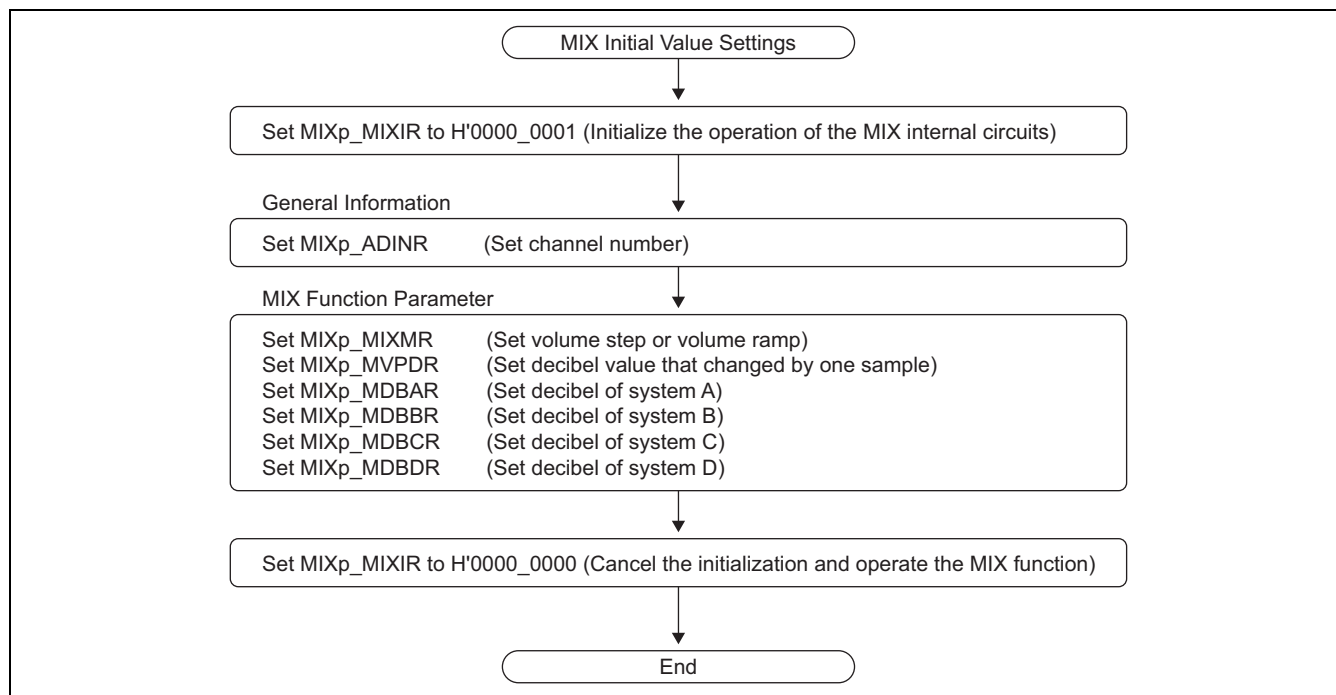 MIX Initial Value Settings
Set MIXp_MIXIR to H'0000_0001 (Initialize the operation of the MIX internal circuits)
General Information
Set MIXp_ADINR (Set channel number)
MIX Function Parameter
Set MIXp_MIXMR (Set volume step or volume ramp)
Set MIXp_MVPDR (Set decibel value that changed by one sample)
Set MIXp_MDBAR (Set decibel of system A)
Set MIXp_MDBBR (Set decibel of system B)
Set MIXp_MDBCR (Set decibel of system C)
Set MIXp_MDBDR (Set decibel of system D)
Set MIXp_MIXIR to H'0000_0000 (Cancel the initialization and operate the MIX function)
End